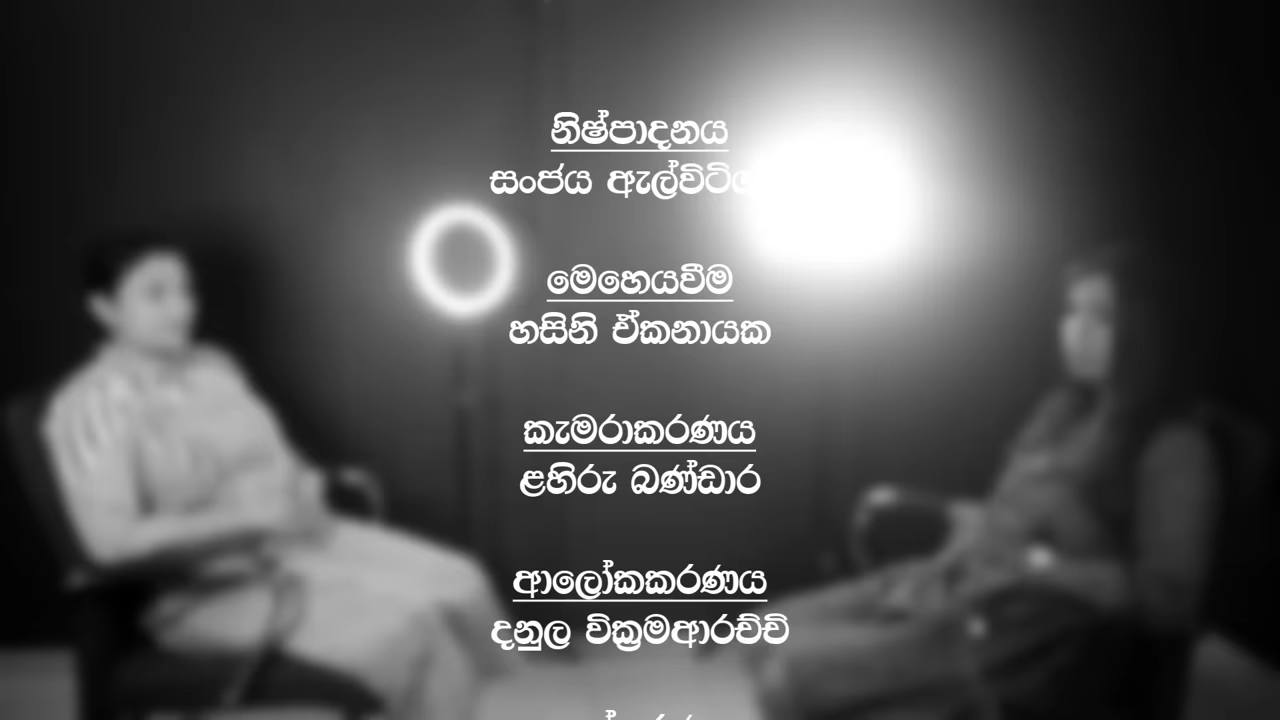 නිෂ්පාදනය
සංජය
මෙහෙයවීම
හසිනි ඒකනායක
කැමරාකරණය
ළහිරු බණ්ඩාර
ආලෝකකරණය
දනුල වික්‍රමආරච්චි